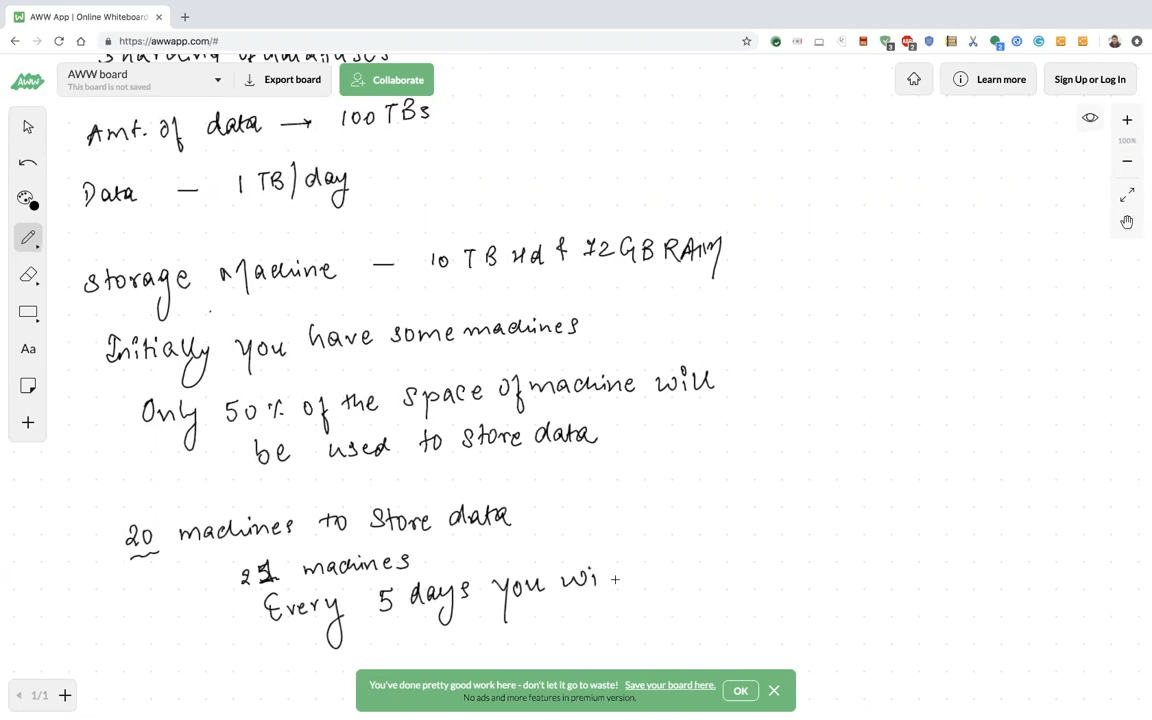 AWW App | Online Whiteboard
https://awwapp.com/#
Sharding of databases
AWW
AWW board
This board is not saved
Export board
Collaborate
Learn more
Sign Up or Log In
Amt. of data → 100 TBs
100%
Data — 1 TB/day
Storage Machine — 10 TB Hd & 72 GB RAM
Initially you have some machines
Aa
Only 50% of the space of machine will
be used to store data
20 machines to store data
machines
Every 5 days you wi
You've done pretty good work here - don't let it go to waste! Save your board here.
No ads and more features in premium version.
OK
1/1